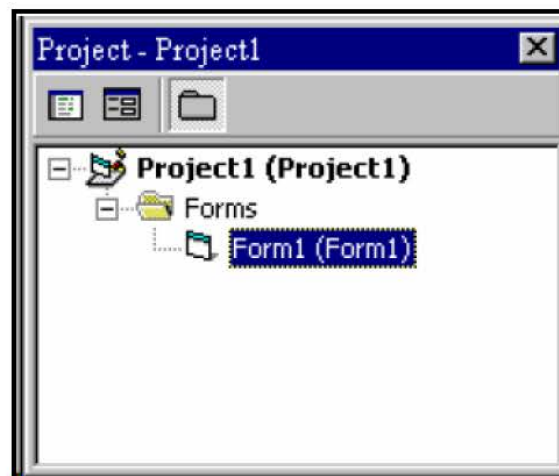 Project - Project1
Project1 (Project1)
Forms
Form1 (Form1)